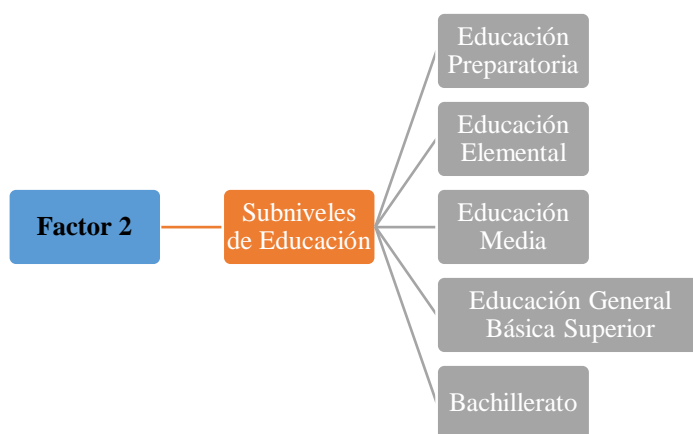 Factor 2
Subniveles
de Educación
Educación
Preparatoria
Educación
Elemental
Educación
Media
Educación General
Básica Superior
Bachillerato